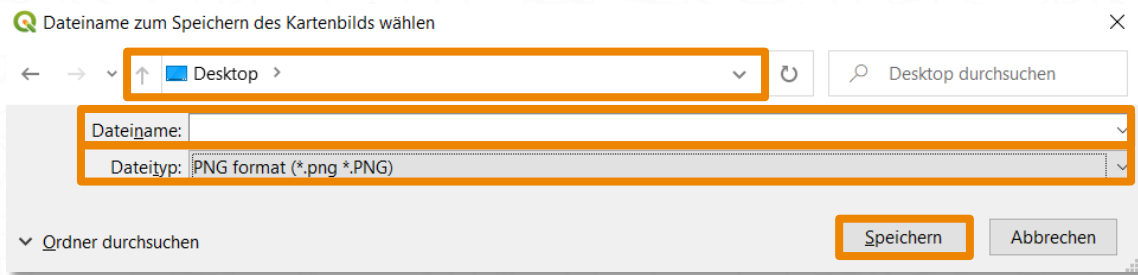 Dateiname zum Speichern des Kartenbilds wählen
Desktop
Desktop durchsuchen
Dateiname:
Dateityp: PNG format (*.png *.PNG)
Ordner durchsuchen
Speichern
Abbrechen